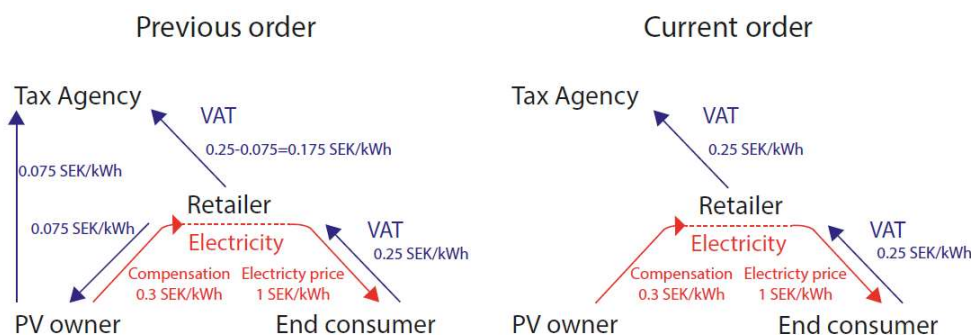 Previous order
Tax Agency
VAT
0.25-0.075=0.175 SEK/kWh
0.075 SEK/kWh
Retailer
0.075 SEK/kWh
Electricity
VAT
0.25 SEK/kWh
Compensation
0.3 SEK/kWh
Electricty price
1 SEK/kWh
PV owner
End consumer
Current order
Tax Agency
VAT
0.25 SEK/kWh
Retailer
Electricity
VAT
0.25 SEK/kWh
Compensation
0.3 SEK/kWh
Electricty price
1 SEK/kWh
PV owner
End consumer